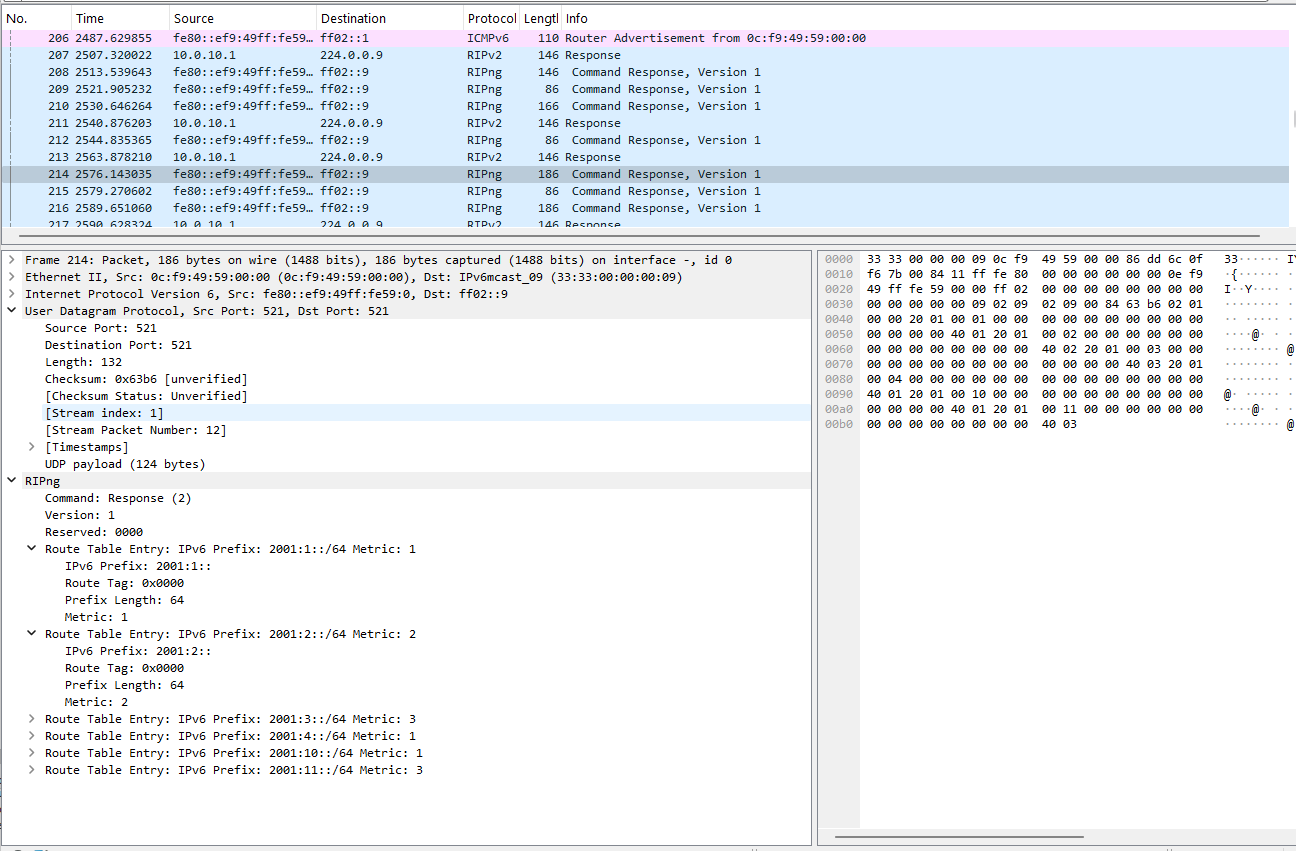 No. Time Source Destination Protocol Lengtl Info
206 2487.629855 fe80::ef9:49ff:fe59… ff02::1 ICMPv6 110 Router Advertisement from 0c:f9:49:59:00:00
207 2507.320022 10.0.10.1 224.0.0.9 RIPv2 146 Response
208 2513.539643 fe80::ef9:49ff:fe59… ff02::9 RIPng 146 Command Response, Version 1
209 2521.905232 fe80::ef9:49ff:fe59… ff02::9 RIPng 86 Command Response, Version 1
210 2530.646264 fe80::ef9:49ff:fe59… ff02::9 RIPng 166 Command Response, Version 1
211 2540.876203 10.0.10.1 224.0.0.9 RIPv2 146 Response
212 2544.835365 fe80::ef9:49ff:fe59… ff02::9 RIPng 86 Command Response, Version 1
213 2563.878210 10.0.10.1 224.0.0.9 RIPv2 146 Response
214 2576.143035 fe80::ef9:49ff:fe59… ff02::9 RIPng 186 Command Response, Version 1
215 2579.270602 fe80::ef9:49ff:fe59… ff02::9 RIPng 86 Command Response, Version 1
216 2589.651060 fe80::ef9:49ff:fe59… ff02::9 RIPng 186 Command Response, Version 1
217 2590.628324 10.0.10.1 224.0.0.9 RIPv2 146 Response
Frame 214: Packet, 186 bytes on wire (1488 bits), 186 bytes captured (1488 bits) on interface -, id 0
Ethernet II, Src: 0c:f9:49:59:00:00 (0c:f9:49:59:00:00), Dst: IPv6mcast_09 (33:33:00:00:00:09)
Internet Protocol Version 6, Src: fe80::ef9:49ff:fe59:0, Dst: ff02::9
User Datagram Protocol, Src Port: 521, Dst Port: 521
Source Port: 521
Destination Port: 521
Length: 132
Checksum: 0x63b6 [unverified]
[Checksum Status: Unverified]
[Stream index: 1]
[Stream Packet Number: 12]
[Timestamps]
UDP payload (124 bytes)
RIPng
Command: Response (2)
Version: 1
Reserved: 0000
Route Table Entry: IPv6 Prefix: 2001:1::/64 Metric: 1
IPv6 Prefix: 2001:1::
Route Tag: 0x0000
Prefix Length: 64
Metric: 1
Route Table Entry: IPv6 Prefix: 2001:2::/64 Metric: 2
IPv6 Prefix: 2001:2::
Route Tag: 0x0000
Prefix Length: 64
Metric: 2
Route Table Entry: IPv6 Prefix: 2001:3::/64 Metric: 3
Route Table Entry: IPv6 Prefix: 2001:4::/64 Metric: 1
Route Table Entry: IPv6 Prefix: 2001:10::/64 Metric: 1
Route Table Entry: IPv6 Prefix: 2001:11::/64 Metric: 3
0000 33 33 00 00 00 09 0c f9 49 59 00 00 86 dd 6c 0f 33······ IY
0010 f6 7b 00 84 11 ff fe 80 00 00 00 00 00 00 0e f9 ·{······ ··
0020 49 ff fe 59 00 00 ff 02 00 00 00 00 00 00 00 00 I··Y···· ··
0030 00 00 00 00 00 09 02 09 02 09 00 84 63 b6 02 01 ········ ··
0040 00 00 20 01 00 01 00 00 00 00 00 00 00 00 00 00 ·· ····· ··
0050 00 00 00 00 40 01 20 01 00 02 00 00 00 00 00 00 ····@· · ··
0060 00 00 00 00 00 00 00 00 40 02 20 01 00 03 00 00 ········ @
0070 00 00 00 00 00 00 00 00 00 00 00 00 40 03 20 01 ········ ··
0080 00 04 00 00 00 00 00 00 00 00 00 00 00 00 00 00 ········ ··
0090 40 01 20 01 00 10 00 00 00 00 00 00 00 00 00 00 @· ····· ··
00a0 00 00 00 00 40 01 20 01 00 11 00 00 00 00 00 00 ····@· · ··
00b0 00 00 00 00 00 00 00 00 40 03 ········ @